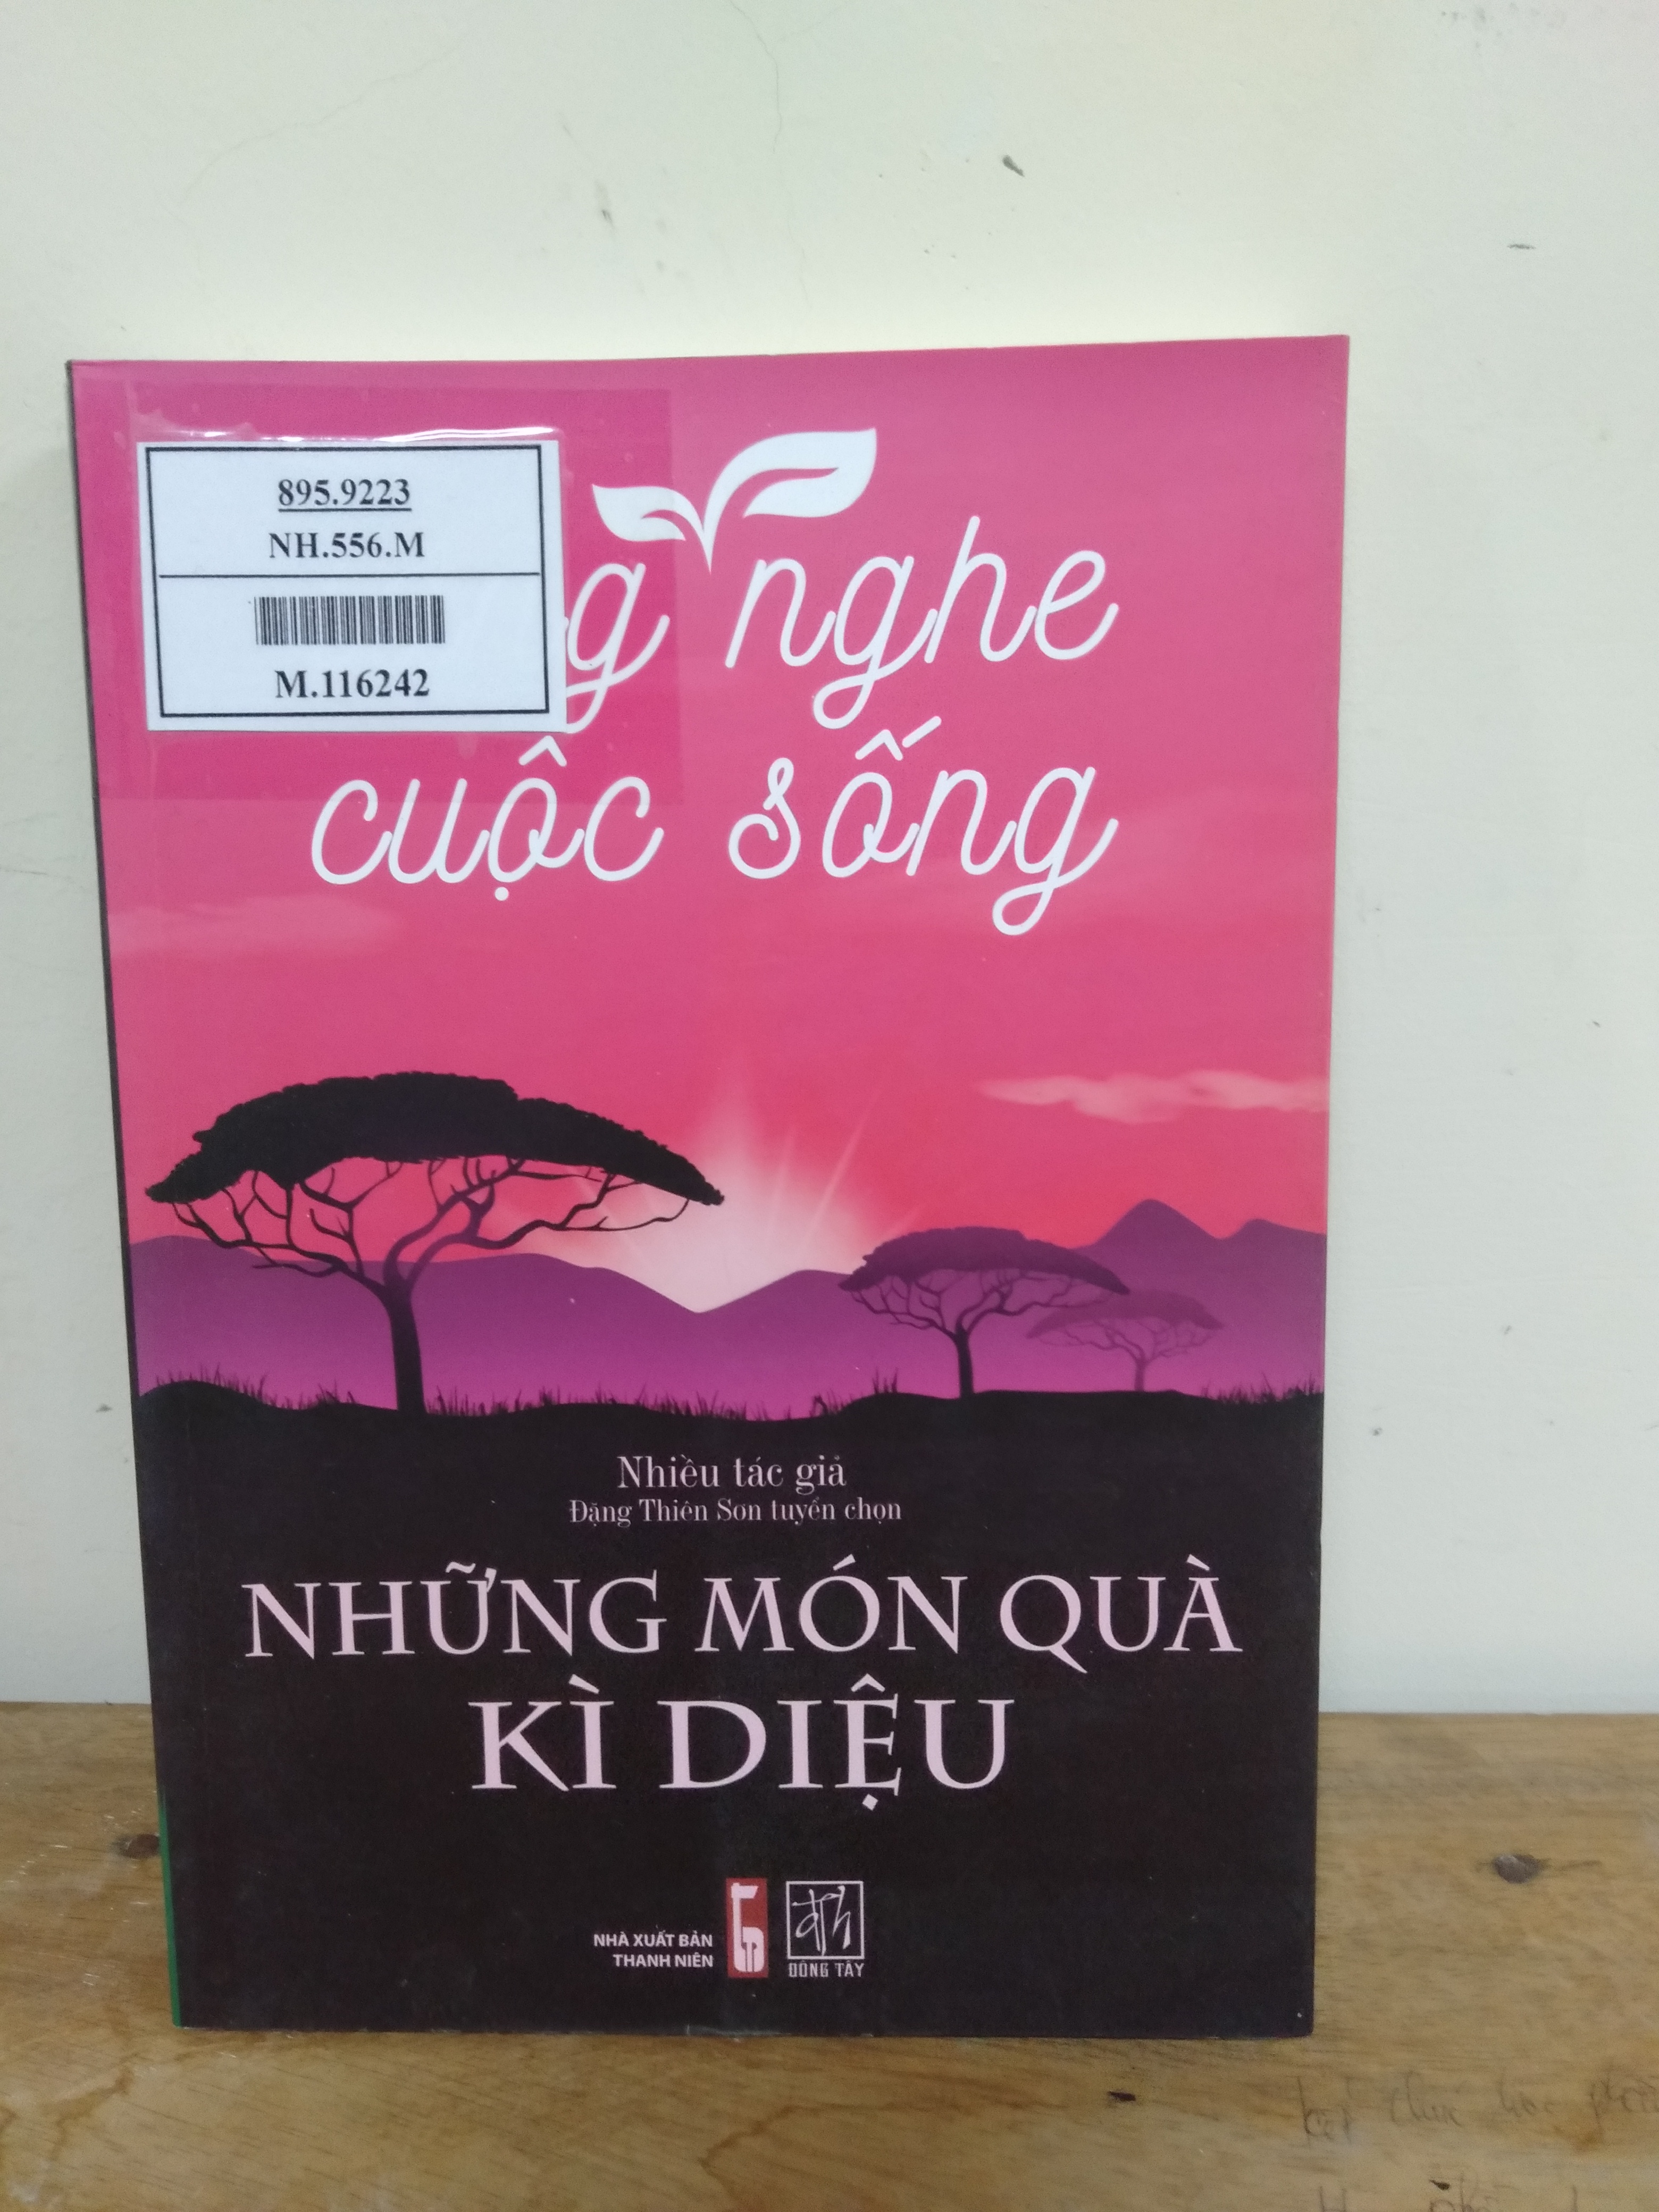 895.9223
NH.556.M
M.116242
nghe
cuộc sống
Nhiều tác giả
Đặng Thiên Sơn tuyển chọn
NHỮNG MÓN QUÀ
KÌ DIỆU
NHÀ XUẤT BẢN
THANH NIÊN
ĐÔNG TÂY